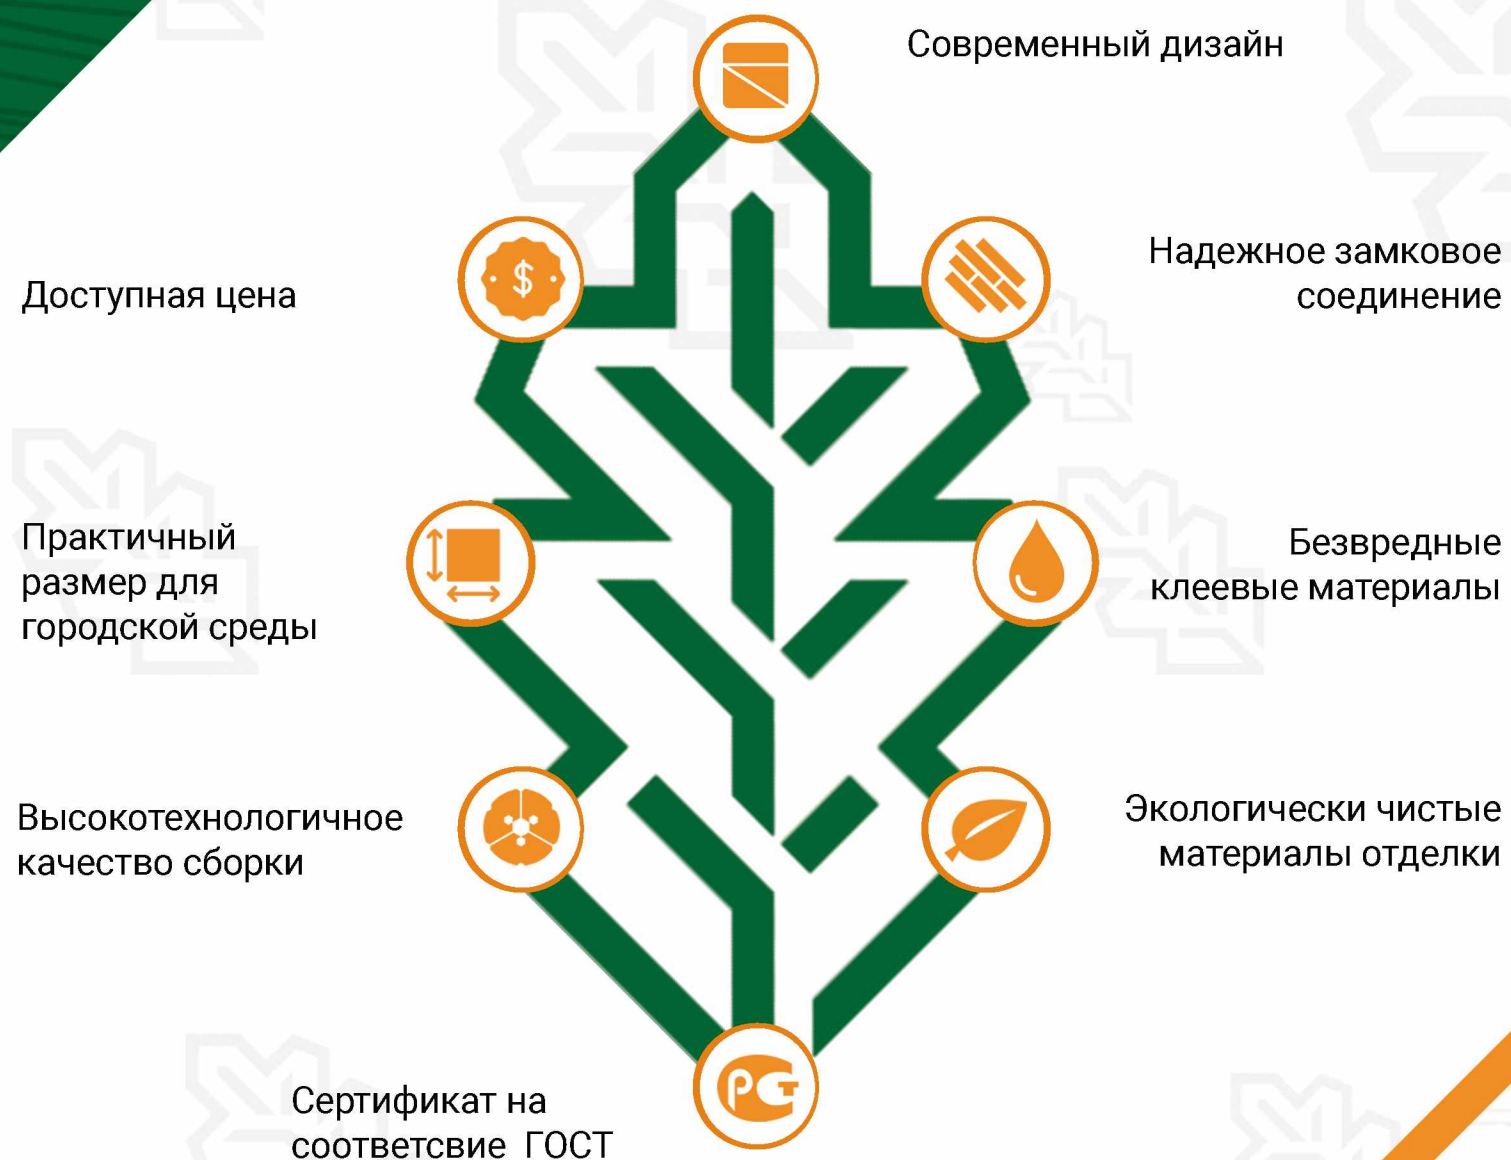 Современный дизайн
Доступная цена
$
Надежное замковое
соединение
Практичный
размер для
городской среды
Безвредные
клеевые материалы
Высокотехнологичное
качество сборки
Экологически чистые
материалы отделки
Сертификат на
соответсвие ГОСТ
РСТ